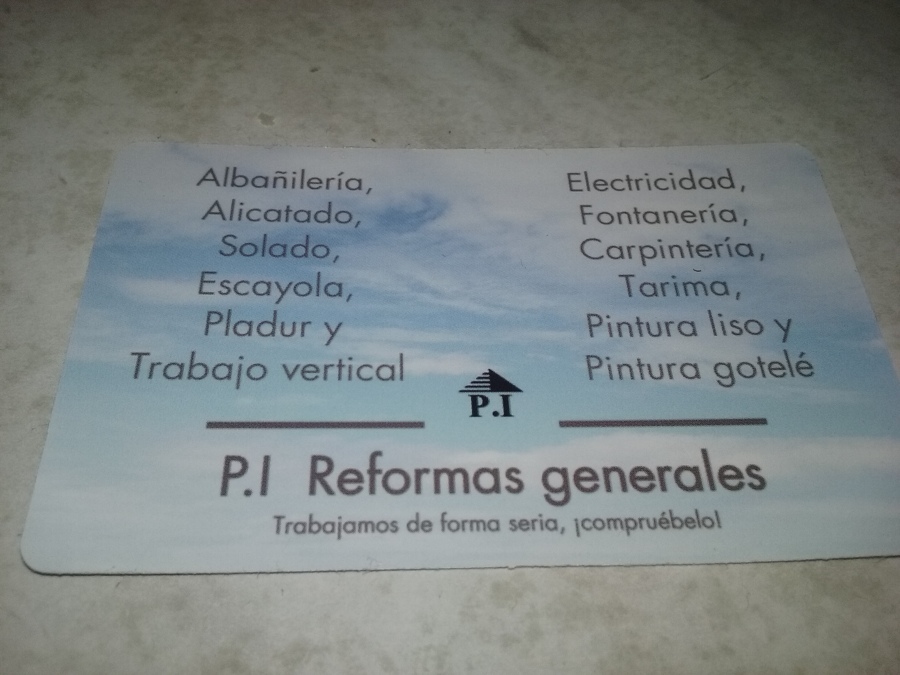 Albañilería,
Alicatado,
Solado,
Escayola,
Pladur y
Trabajo vertical
Electricidad,
Fontanería,
Carpintería,
Tarima,
Pintura liso y
Pintura gotelé
P.I
P.I Reformas generales
Trabajamos de forma seria, ¡compruébelo!